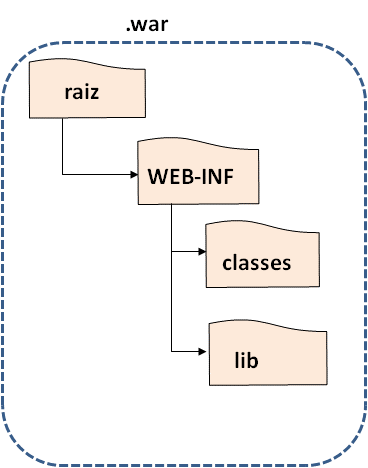 .war
raiz
WEB-INF
classes
lib